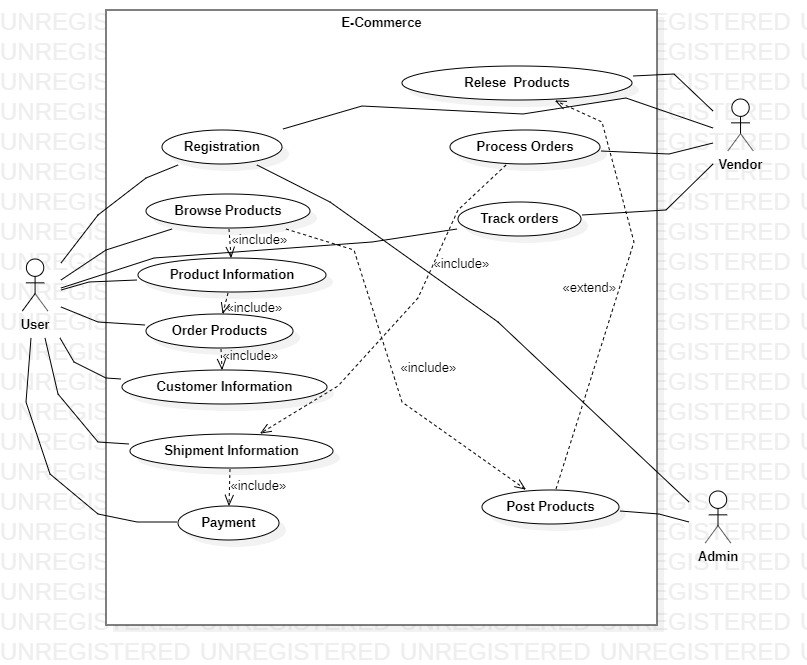 E-Commerce
Relese  Products
Registration
Process Orders
Vendor
Browse Products
Track orders
«include»
Product Information
«include»
«extend»
«include»
User
Order Products
«include»
«include»
Customer Information
Shipment Information
«include»
Post Products
Payment
Admin
UNREGISTERED UNREGISTERED UNREGISTERED UNREGISTERED